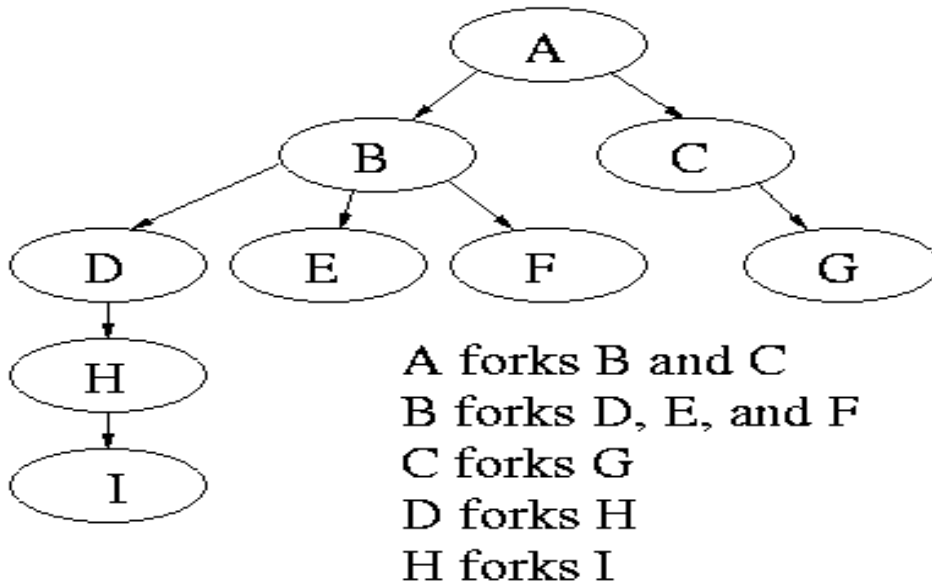 A
B
C
D
E
F
G
H
I
A forks B and C
B forks D, E, and F
C forks G
D forks H
H forks I